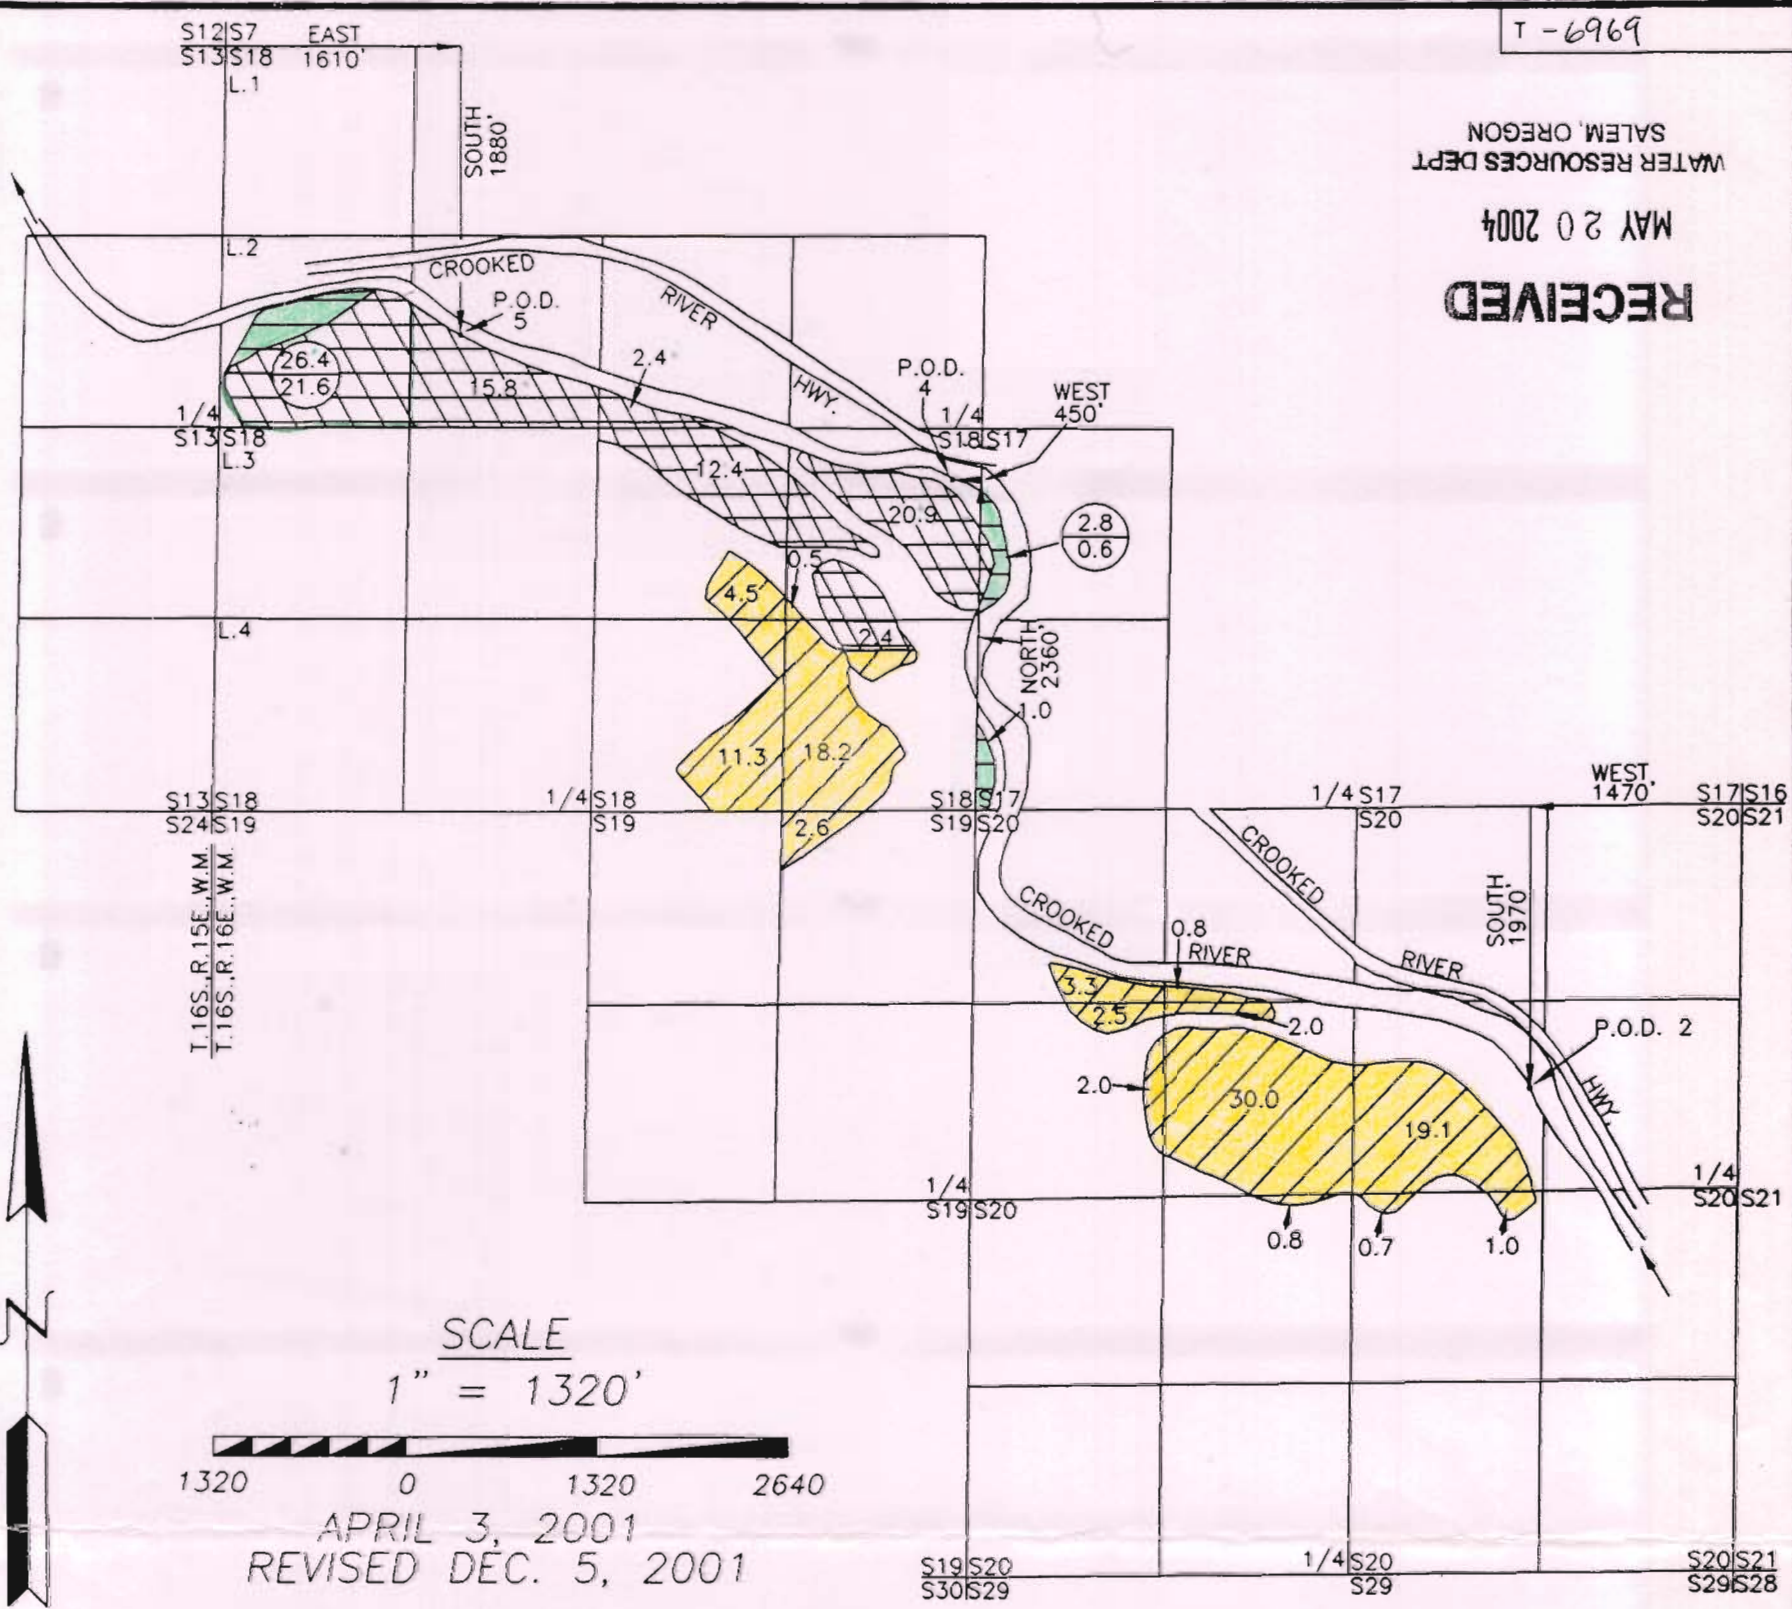 T-6969
S12 S7
S13 S18
EAST
1610'
L.1
SOUTH
1880'
WATER RESOURCES DEPT
SALEM, OREGON
MAY 20 2004
RECEIVED
L.2
CROOKED
RIVER
HWY.
P.O.D.
5
2.4
P.O.D.
4
WEST
450'
26.4
21.6
15.8
1/4
S13 S18
L.3
1/4
S18 S17
12.4
20.9
2.8
0.6
0.5
4.5
2.4
L.4
NORTH
2360'
1.0
11.3
18.2
2.6
S13 S18
S24 S19
1/4 S18
S19
S18 S17
S19 S20
1/4 S17
S20
WEST
1470'
S17 S16
S20 S21
T.16S.,R.15E.,W.M.
T.16S.,R.16E.,W.M.
CROOKED
RIVER
HWY.
SOUTH
1970'
CROOKED
RIVER
0.8
3.3
2.5
2.0
P.O.D. 2
2.0
30.0
19.1
1/4
S19 S20
1/4
S20 S21
0.8
0.7
1.0
N
SCALE
1" = 1320'
1320 0 1320 2640
APRIL 3, 2001
REVISED DEC. 5, 2001
S19 S20
S30 S29
1/4 S20
S29
S20 S21
S29 S28